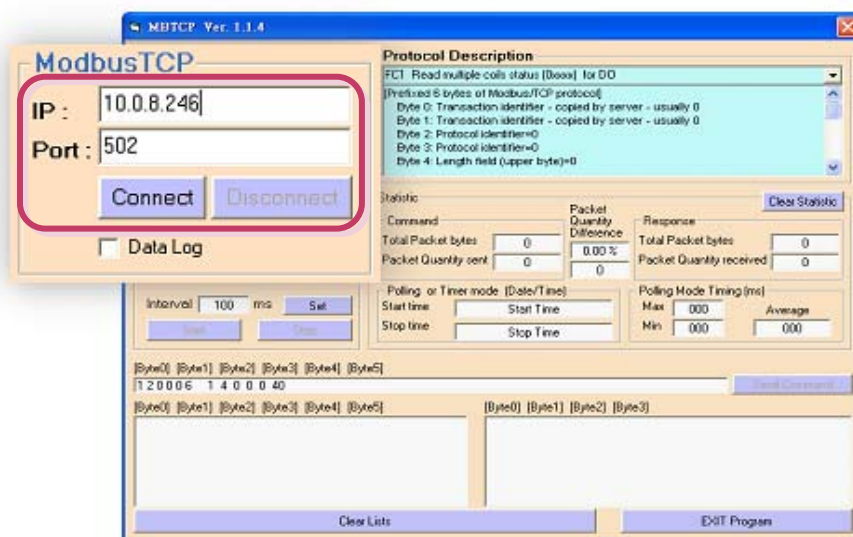 MBTCP Ver. 1.1.4
ModbusTCP
IP : 10.0.8.246
Port : 502
Connect Disconnect
Data Log
Protocol Description
FC1 Read multiple coils status (0xxxx) for DO
[Prefixed 6 bytes of Modbus/TCP protocol]
Byte 0: Transaction identifier - copied by server - usually 0
Byte 1: Transaction identifier - copied by server - usually 0
Byte 2: Protocol identifier=0
Byte 3: Protocol identifier=0
Byte 4: Length field (upper byte)=0
Statistic
Clear Statistic
Command
Total Packet bytes 0
Packet Quantity sent 0
Packet Quantity Difference
0.00 %
0
Response
Total Packet bytes 0
Packet Quantity received 0
Interval 100 ms Set
Start Stop
Polling or Timer mode (Date/Time)
Start time Start Time
Stop time Stop Time
Polling Mode Timing (ms)
Max 000 Average
Min 000 000
[Byte0] [Byte1] [Byte2] [Byte3] [Byte4] [Byte5]
1 2 0 0 0 6 1 4 0 0 0 40
Send Command
[Byte0] [Byte1] [Byte2] [Byte3] [Byte4] [Byte5]
[Byte0] [Byte1] [Byte2] [Byte3]
Clear Lists
EXIT Program